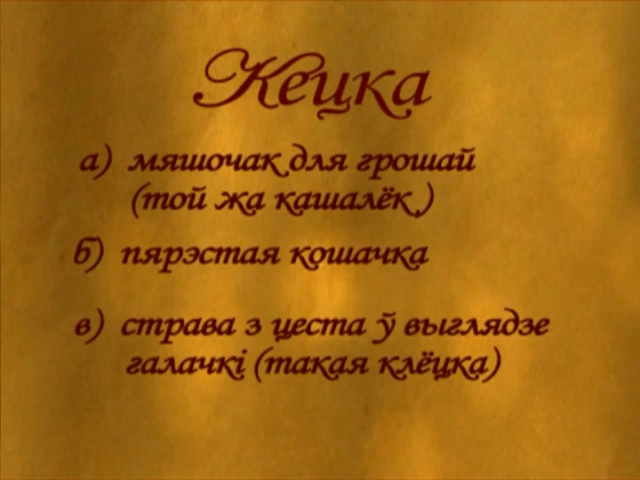 Кецка
а) мяшочак для грошай
(той жа кашалёк)
б) пярэстая кошачка
в) страва з цеста ў выглядзе
галачкі (такая клёцка)